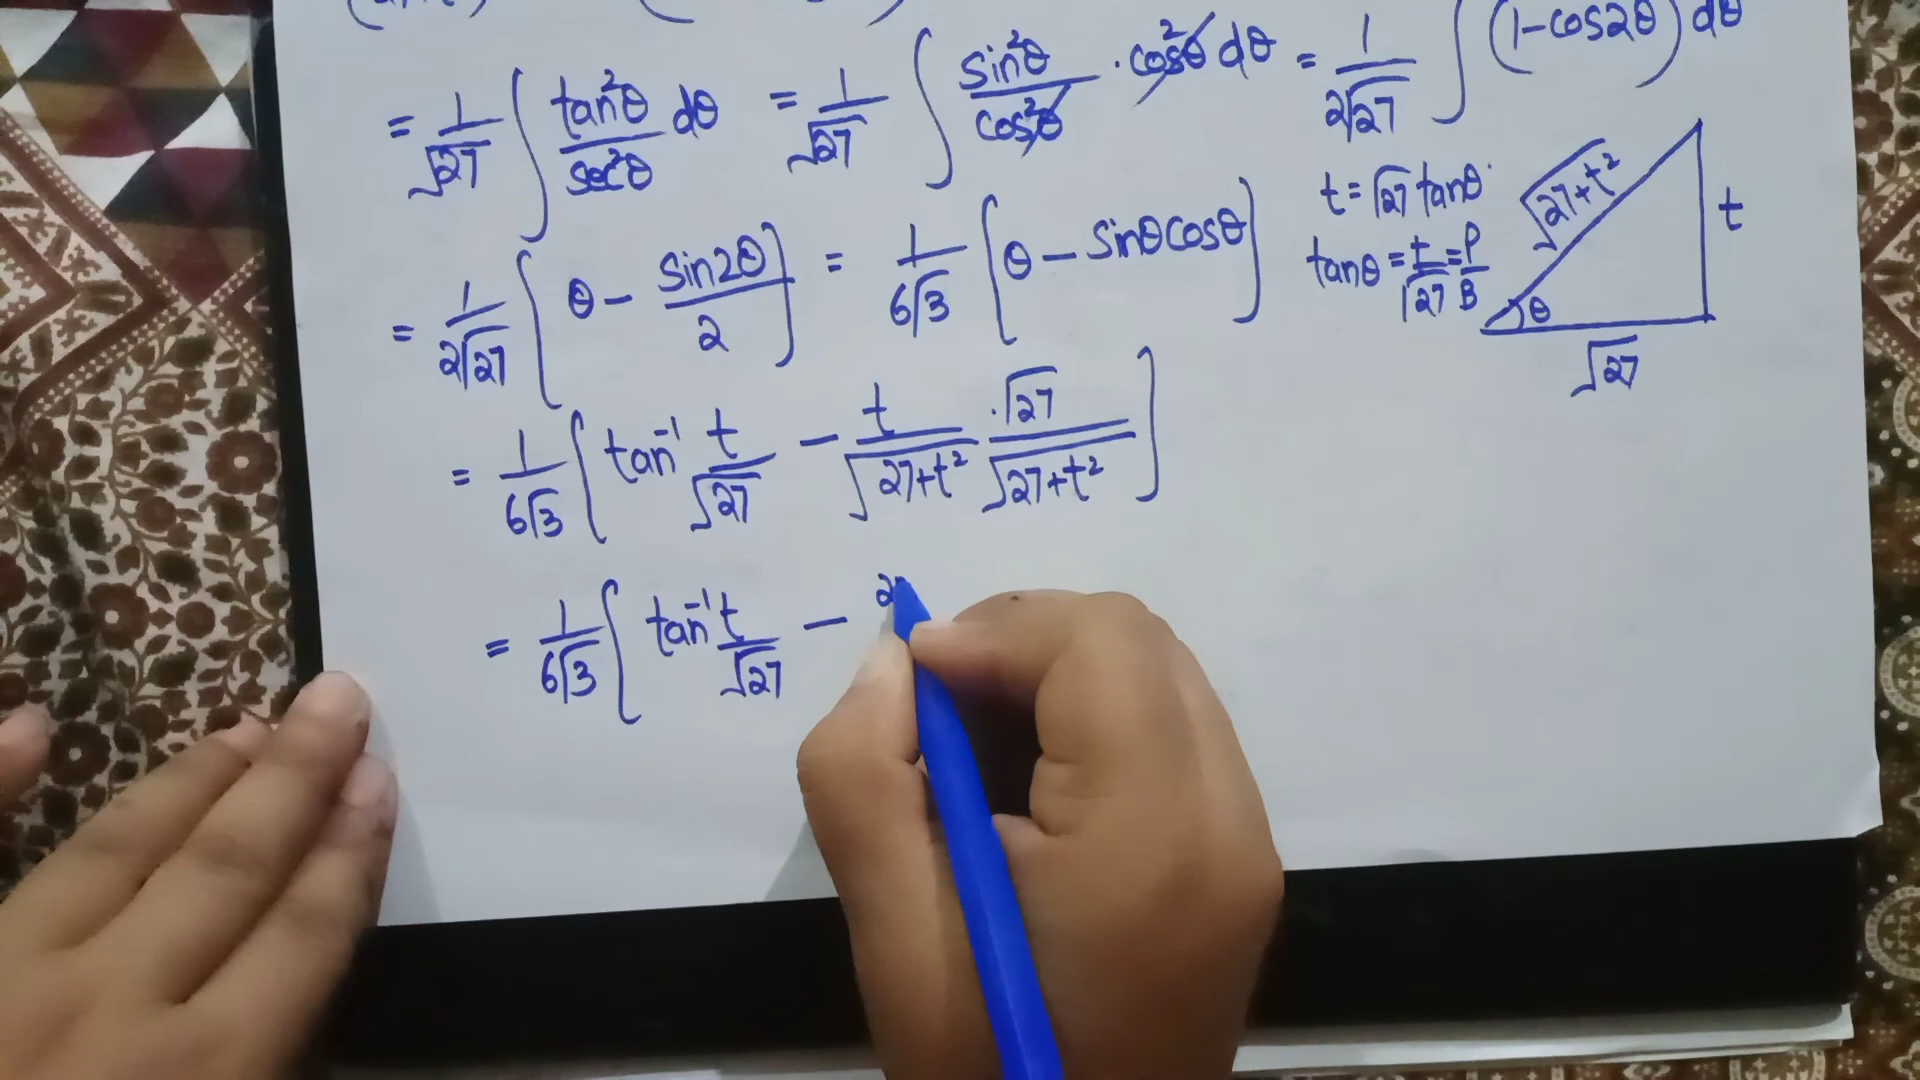 = 1/√27 ∫ tan²θ/sec²θ dθ = 1/√27 ∫ sin²θ/cos²θ · cos²θ dθ = 1/2√27 ∫ (1-cos2θ) dθ
= 1/2√27 [θ - sin2θ/2] = 1/6√3 [θ - sinθcosθ]
t = √27 tanθ
tanθ = t/√27 = P/B
√27+t²
t
θ
√27
= 1/6√3 [tan⁻¹ t/√27 - t/√27+t² · √27/√27+t²]
= 1/6√3 [tan⁻¹ t/√27 -